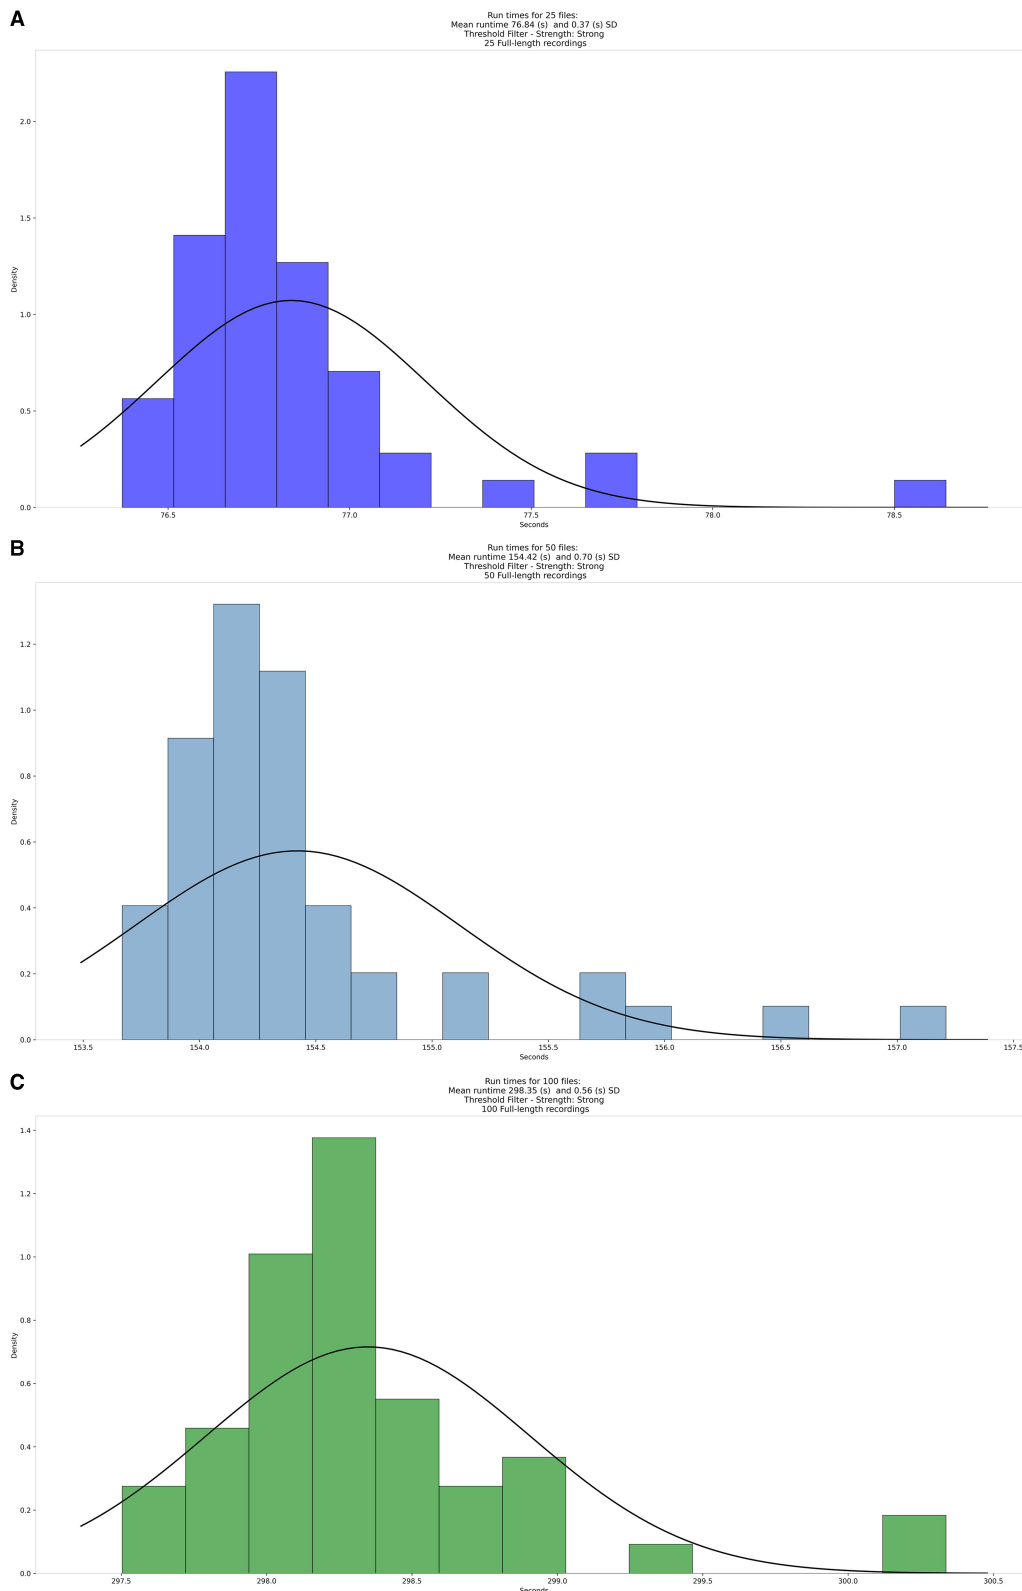 A
Run times for 25 files:
Mean runtime 76.84 (s) and 0.37 (s) SD
Threshold Filter - Strength: Strong
25 Full-length recordings
Density
2.0
1.5
1.0
0.5
0.0
76.5 77.0 77.5 78.0 78.5
Seconds
B
Run times for 50 files:
Mean runtime 154.42 (s) and 0.70 (s) SD
Threshold Filter - Strength: Strong
50 Full-length recordings
Density
1.2
1.0
0.8
0.6
0.4
0.2
0.0
153.5 154.0 154.5 155.0 155.5 156.0 156.5 157.0 157.5
Seconds
C
Run times for 100 files:
Mean runtime 298.35 (s) and 0.56 (s) SD
Threshold Filter - Strength: Strong
100 Full-length recordings
Density
1.4
1.2
1.0
0.8
0.6
0.4
0.2
0.0
297.5 298.0 298.5 299.0 299.5 300.0 300.5
Seconds